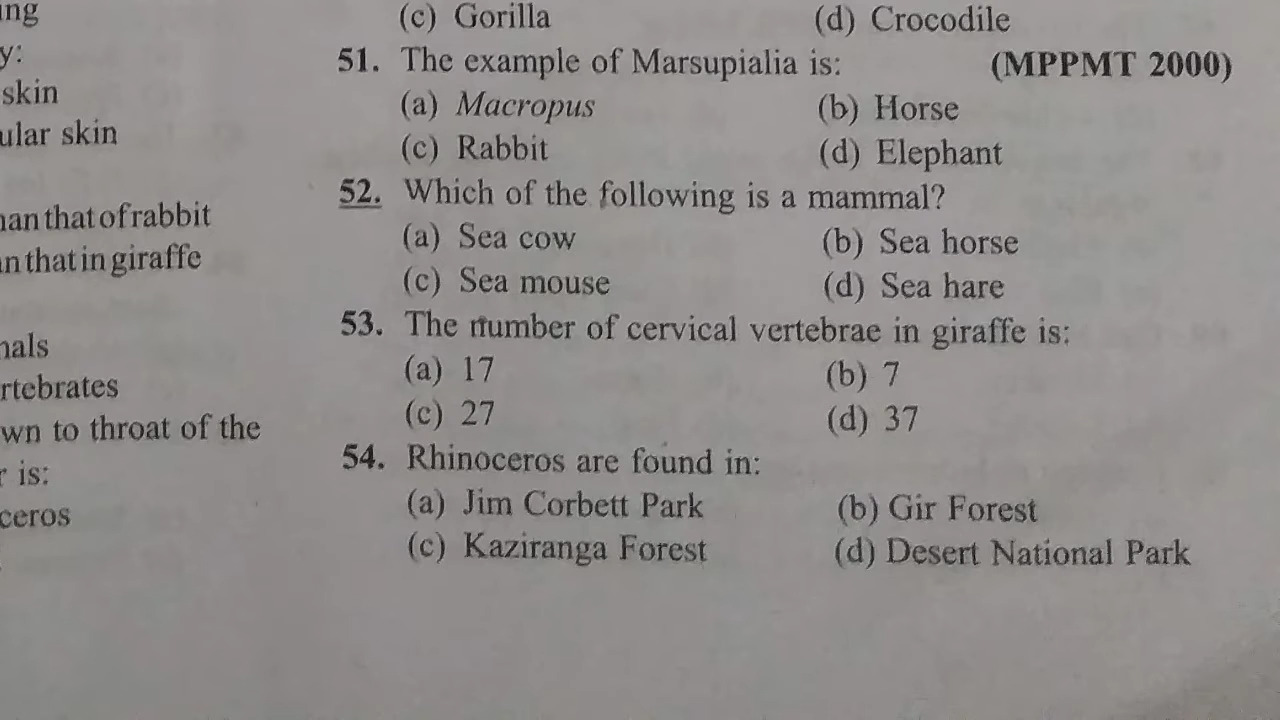 ing
y:
skin
ular skin
an that of rabbit
an that in giraffe
nals
rtebrates
wn to throat of the
r is:
ceros
(c) Gorilla (d) Crocodile
51. The example of Marsupialia is: (MPPMT 2000)
(a) Macropus (b) Horse
(c) Rabbit (d) Elephant
52. Which of the following is a mammal?
(a) Sea cow (b) Sea horse
(c) Sea mouse (d) Sea hare
53. The number of cervical vertebrae in giraffe is:
(a) 17 (b) 7
(c) 27 (d) 37
54. Rhinoceros are found in:
(a) Jim Corbett Park (b) Gir Forest
(c) Kaziranga Forest (d) Desert National Park